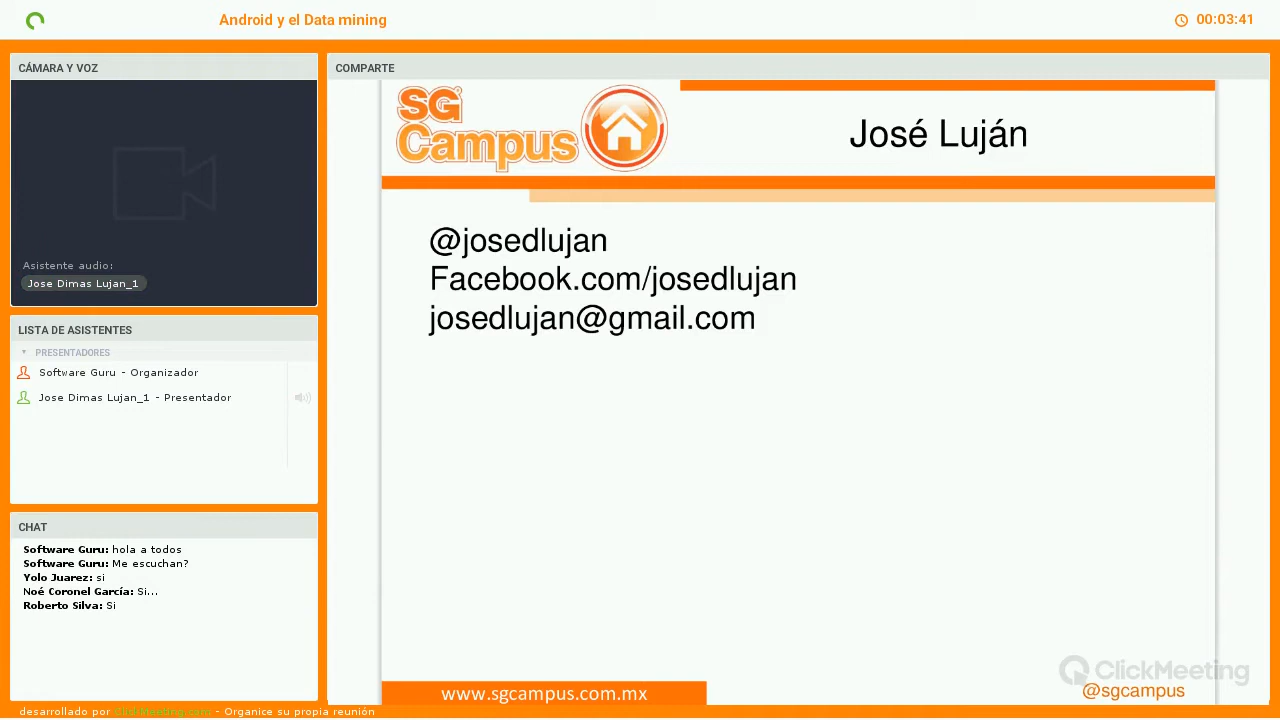 Android y el Data mining
00:03:41
CÁMARA Y VOZ
Asistente audio:
Jose Dimas Lujan_1
LISTA DE ASISTENTES
PRESENTADORES
Software Guru - Organizador
Jose Dimas Lujan_1 - Presentador
CHAT
Software Guru: hola a todos
Software Guru: Me escuchan?
Yolo Juarez: si
Noé Coronel García: Si...
Roberto Silva: Si
desarrollado por ClickMeeting.com - Organice su propia reunión
COMPARTE
SG
Campus
José Luján
@josedlujan
Facebook.com/josedlujan
josedlujan@gmail.com
www.sgcampus.com.mx
ClickMeeting
@sgcampus